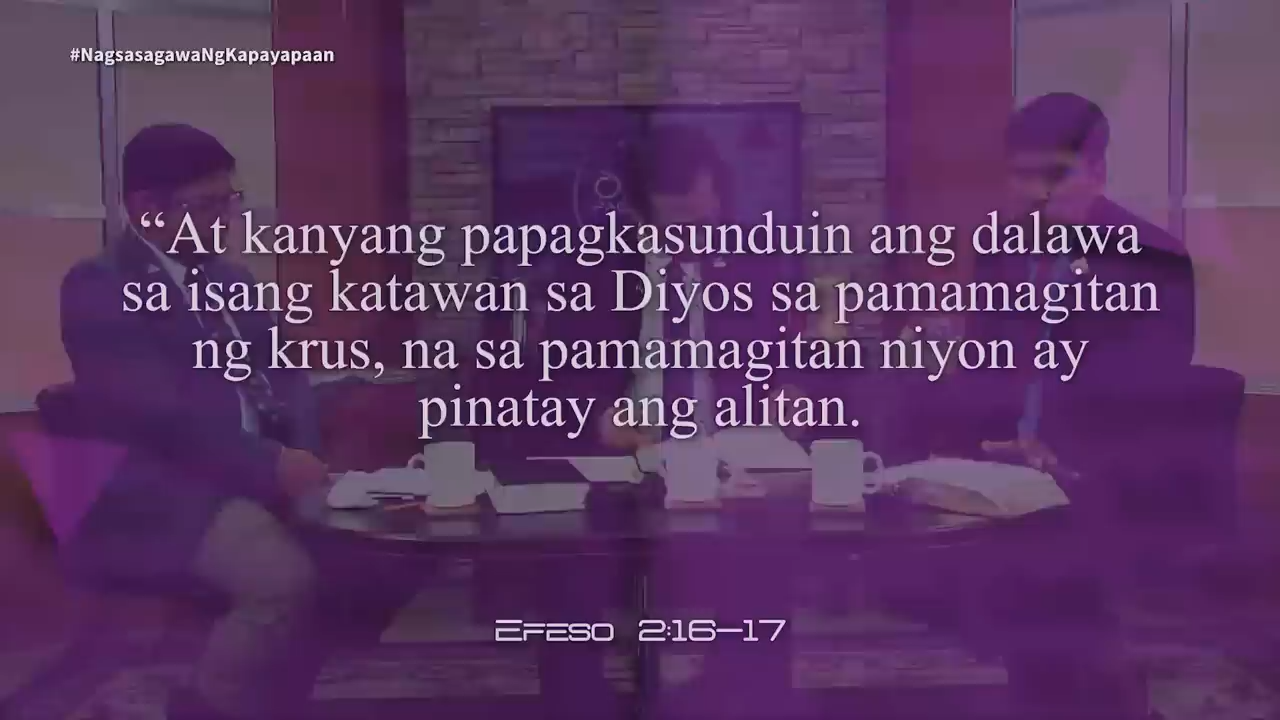 #NagsasagawaNgKapayapaan
“At kanyang papagkasunduin ang dalawa
sa isang katawan sa Diyos sa pamamagitan
ng krus, na sa pamamagitan niyon ay
pinatay ang alitan.
Efeso 2:16–17